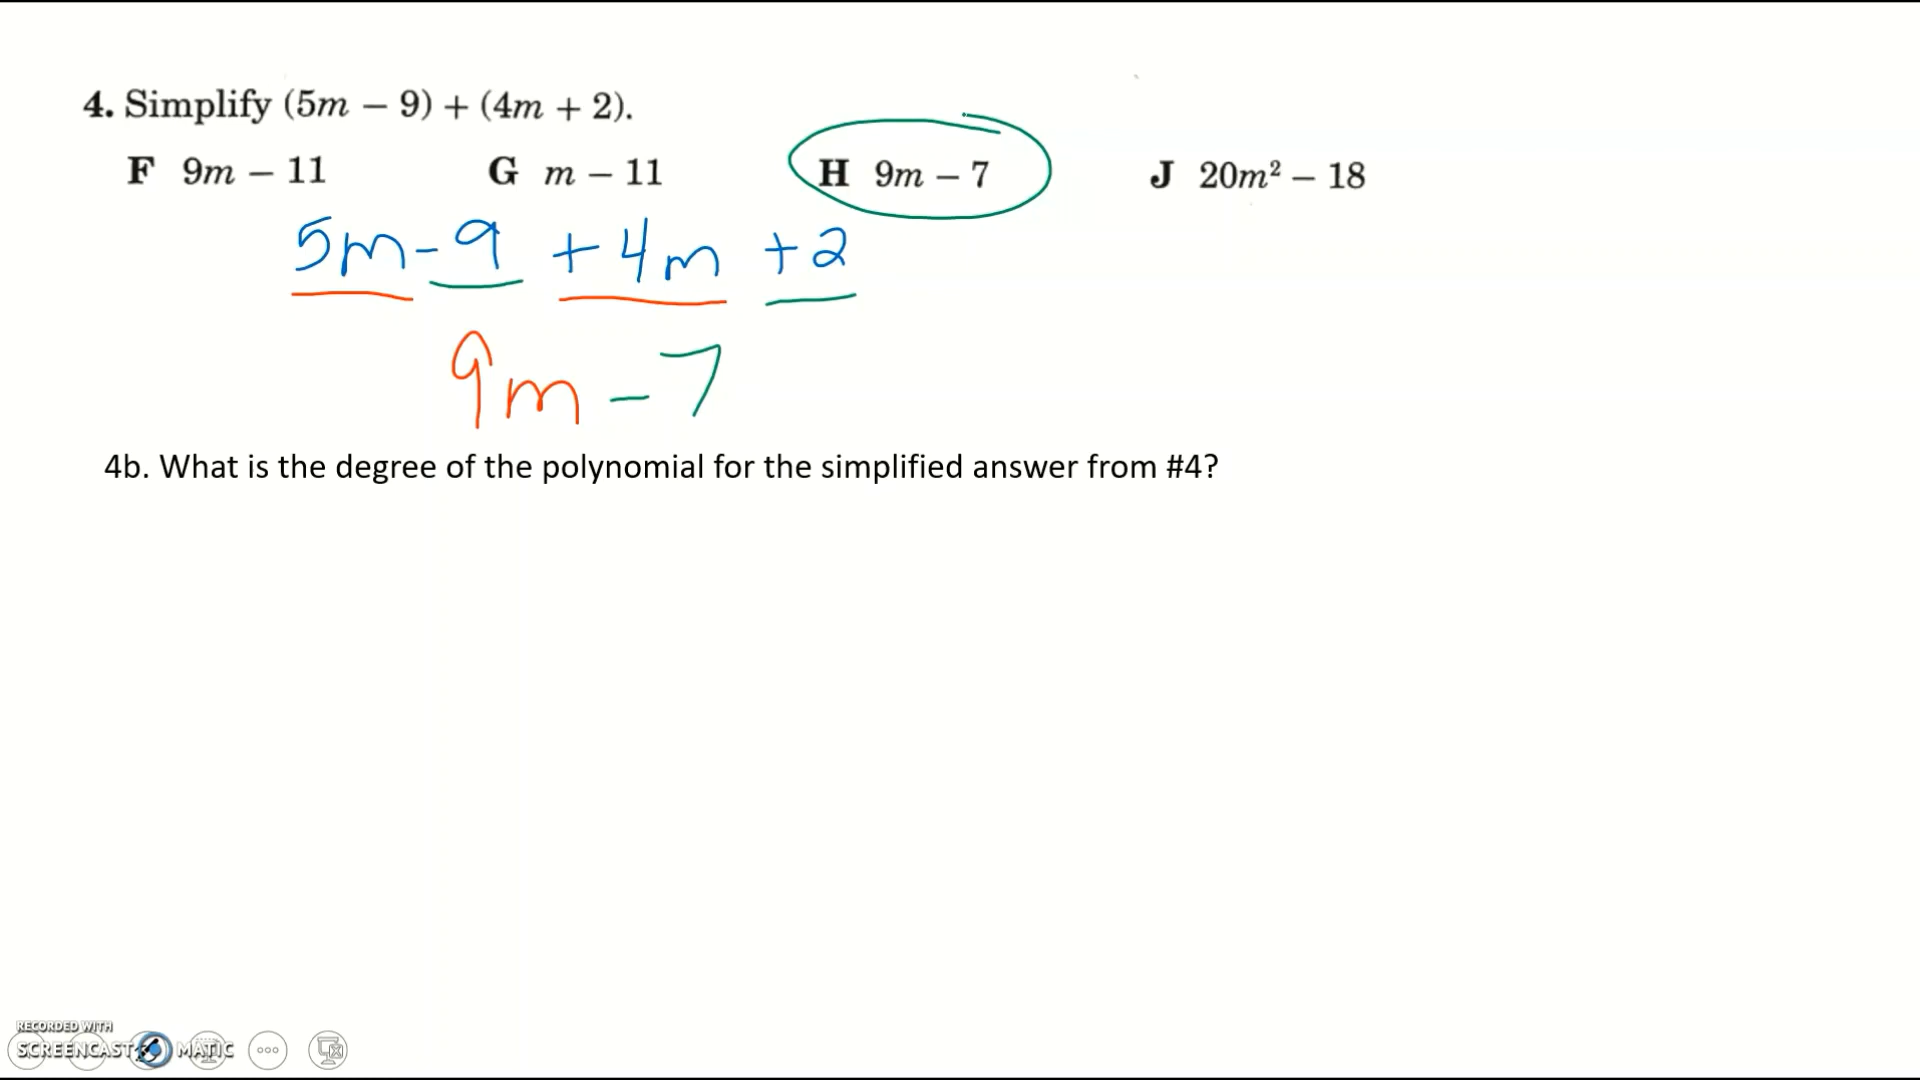 4. Simplify (5m − 9) + (4m + 2).
F 9m − 11 G m − 11 H 9m − 7 J 20m² − 18
5m - 9 + 4m + 2
9m - 7
4b. What is the degree of the polynomial for the simplified answer from #4?
RECORDED WITH
SCREENCAST MATIC